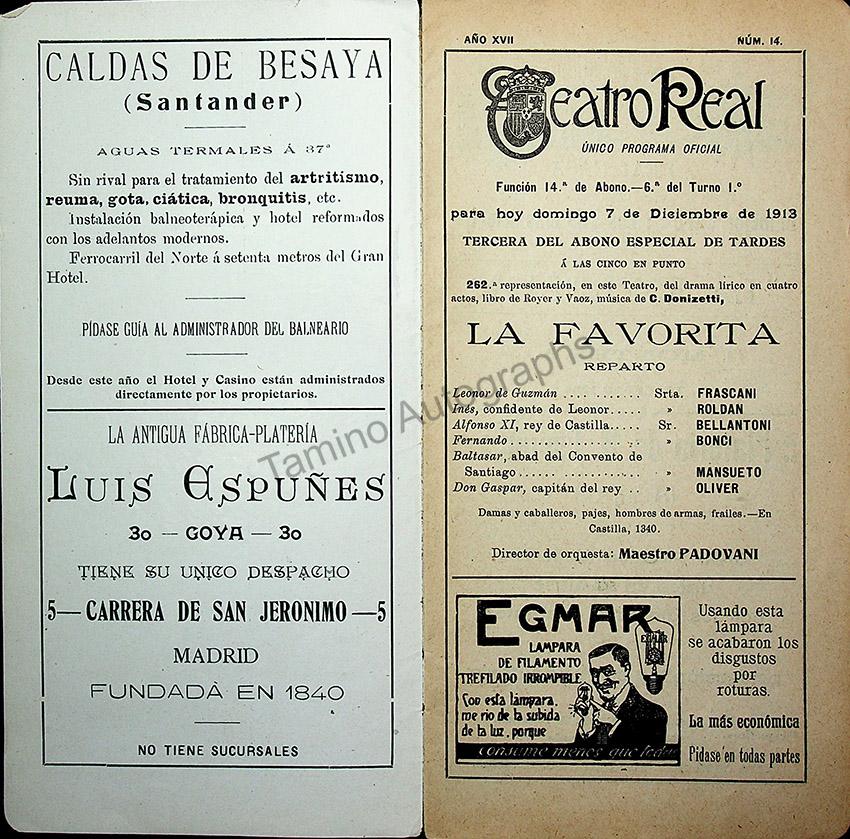 CALDAS DE BESAYA
(Santander)
AGUAS TERMALES Á 37º
Sin rival para el tratamiento del artritismo,
reuma, gota, ciática, bronquitis, etc.
Instalación balneoterápica y hotel reformados
con los adelantos modernos.
Ferrocarril del Norte á setenta metros del Gran
Hotel.
PÍDASE GUÍA AL ADMINISTRADOR DEL BALNEARIO
Desde este año el Hotel y Casino están administrados
directamente por los propietarios.
LA ANTIGUA FÁBRICA-PLATERÍA
LUIS ESPUÑES
30 — GOYA — 30
TIENE SU UNICO DESPACHO
5— CARRERA DE SAN JERONIMO —5
MADRID
FUNDADÀ EN 1840
NO TIENE SUCURSALES
AÑO XVII NÚM. 14.
Teatro Real
ÚNICO PROGRAMA OFICIAL
Función 14.ª de Abono.—6.ª del Turno 1.º
para hoy domingo 7 de Diciembre de 1913
TERCERA DEL ABONO ESPECIAL DE TARDES
Á LAS CINCO EN PUNTO
262.ª representación, en este Teatro, del drama lírico en cuatro
actos, libro de Royer y Vaoz, música de C. Donizetti,
LA FAVORITA
REPARTO
Leonor de Guzmán .... ........ Srta. FRASCANI
Inés, confidente de Leonor..... » ROLDAN
Alfonso XI, rey de Castilla..... Sr. BELLANTONI
Fernando .................... » BONCI
Baltasar, abad del Convento de
Santiago .................... » MANSUETO
Don Gaspar, capitán del rey .. » OLIVER
Damas y caballeros, pajes, hombres de armas, frailes.—En
Castilla, 1340.
Director de orquesta: Maestro PADOVANI
EGMAR
EGMAR
LAMPARA
DE FILAMENTO
TREFILADO IRROMPIBLE
Con esta lámpara,
me río de la subida
de la luz, porque
consume menos que todas
Usando esta
lámpara
se acabaron los
disgustos
por
roturas.
La más económica
Pídase en todas partes
Tamino Autographs